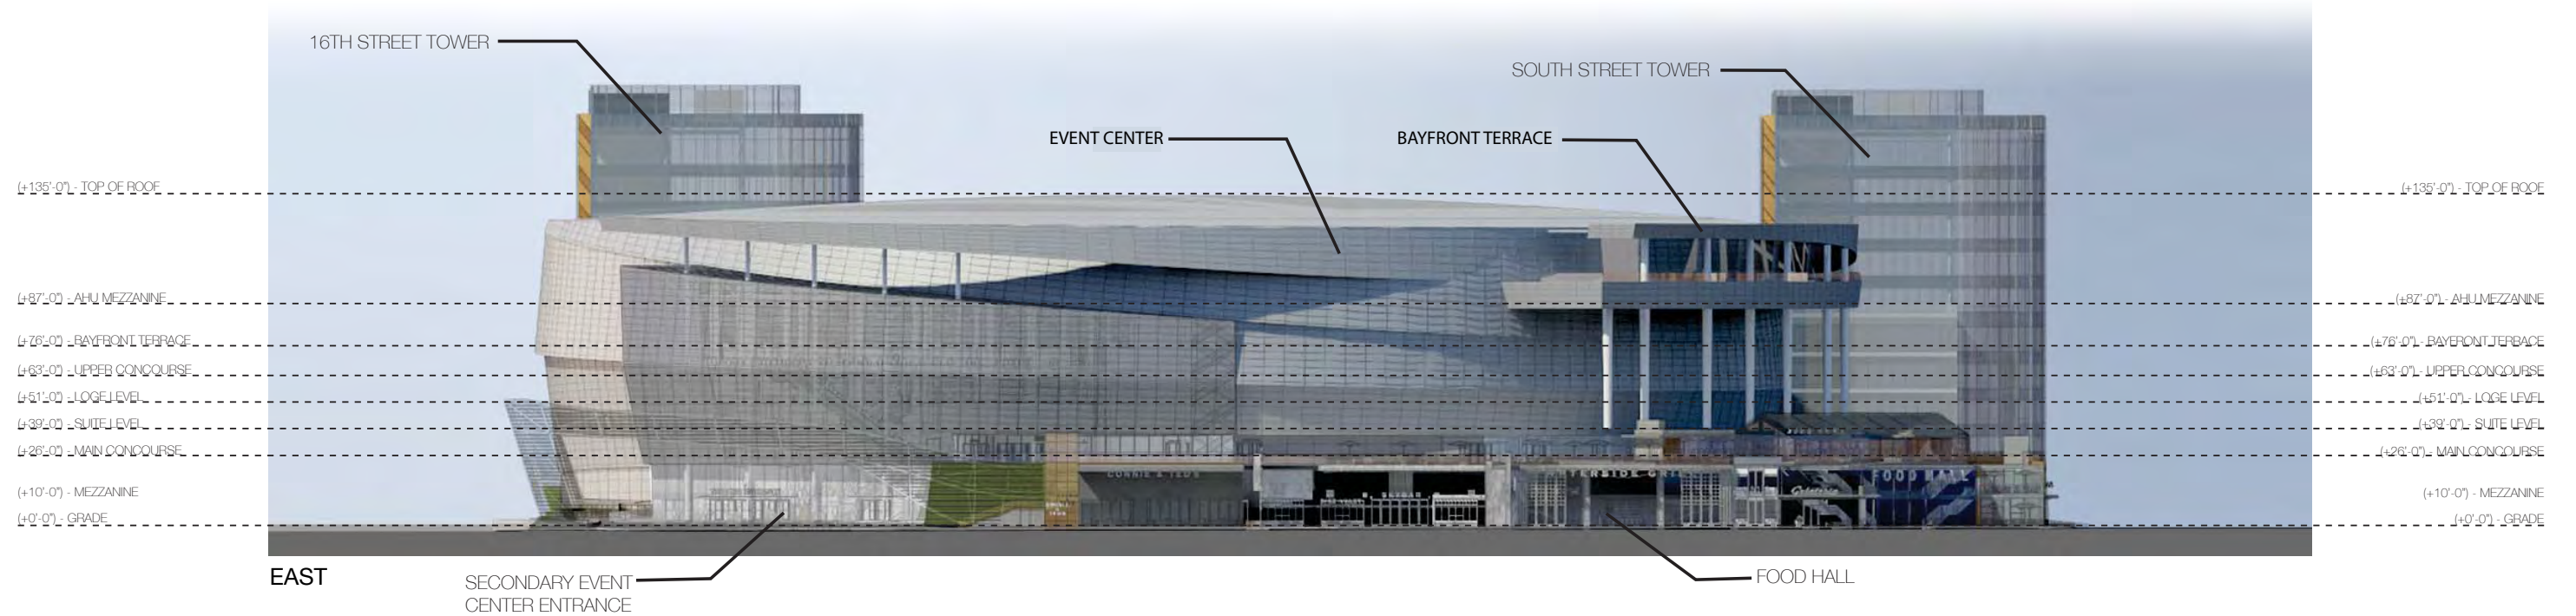 16TH STREET TOWER
SOUTH STREET TOWER
EVENT CENTER
BAYFRONT TERRACE
(+135'-0") - TOP OF ROOF
(+135'-0") - TOP OF ROOF
(+87'-0") - AHU MEZZANINE
(+87'-0") - AHU MEZZANINE
(+76'-0") - BAYFRONT TERRACE
(+76'-0") - BAYFRONT TERRACE
(+63'-0") - UPPER CONCOURSE
(+63'-0") - UPPER CONCOURSE
(+51'-0") - LOGE LEVEL
(+51'-0") - LOGE LEVEL
(+39'-0") - SUITE LEVEL
(+39'-0") - SUITE LEVEL
(+26'-0") - MAIN CONCOURSE
(+26'-0") - MAIN CONCOURSE
CONNIE & TED'S
FOOD HALL
(+10'-0") - MEZZANINE
(+10'-0") - MEZZANINE
(+0'-0") - GRADE
(+0'-0") - GRADE
EAST
SECONDARY EVENT
CENTER ENTRANCE
FOOD HALL